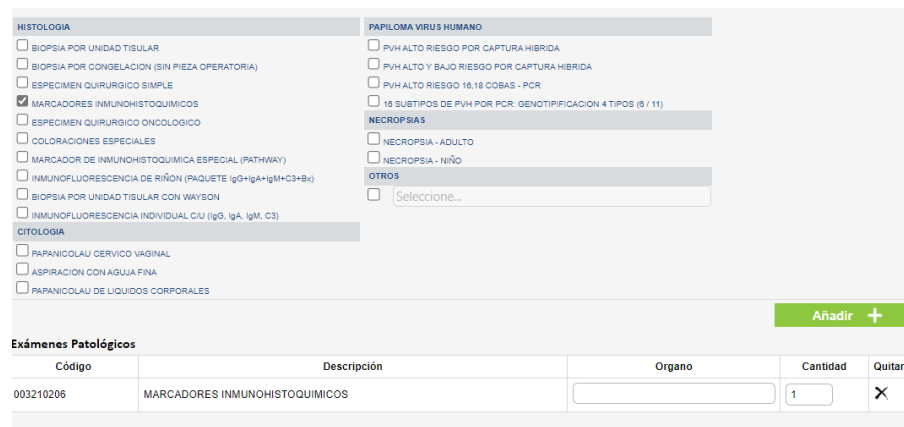 HISTOLOGIA
BIOPSIA POR UNIDAD TISULAR
BIOPSIA POR CONGELACION (SIN PIEZA OPERATORIA)
ESPECIMEN QUIRURGICO SIMPLE
MARCADORES INMUNOHISTOQUIMICOS
ESPECIMEN QUIRURGICO ONCOLOGICO
COLORACIONES ESPECIALES
MARCADOR DE INMUNOHISTOQUIMICA ESPECIAL (PATHWAY)
INMUNOFLUORESCENCIA DE RIÑON (PAQUETE IgG+IgA+IgM+C3+Bx)
BIOPSIA POR UNIDAD TISULAR CON WAYSON
INMUNOFLUORESCENCIA INDIVIDUAL C/U (IgG, IgA, IgM, C3)
CITOLOGIA
PAPANICOLAU CERVICO VAGINAL
ASPIRACION CON AGUJA FINA
PAPANICOLAU DE LIQUIDOS CORPORALES
PAPILOMA VIRUS HUMANO
PVH ALTO RIESGO POR CAPTURA HIBRIDA
PVH ALTO Y BAJO RIESGO POR CAPTURA HIBRIDA
PVH ALTO RIESGO 16,18 COBAS - PCR
16 SUBTIPOS DE PVH POR PCR: GENOTIPIFICACION 4 TIPOS (6 / 11)
NECROPSIAS
NECROPSIA - ADULTO
NECROPSIA - NIÑO
OTROS
Seleccione...
Añadir +
Exámenes Patológicos
Código Descripción Organo Cantidad Quitar
003210206 MARCADORES INMUNOHISTOQUIMICOS 1